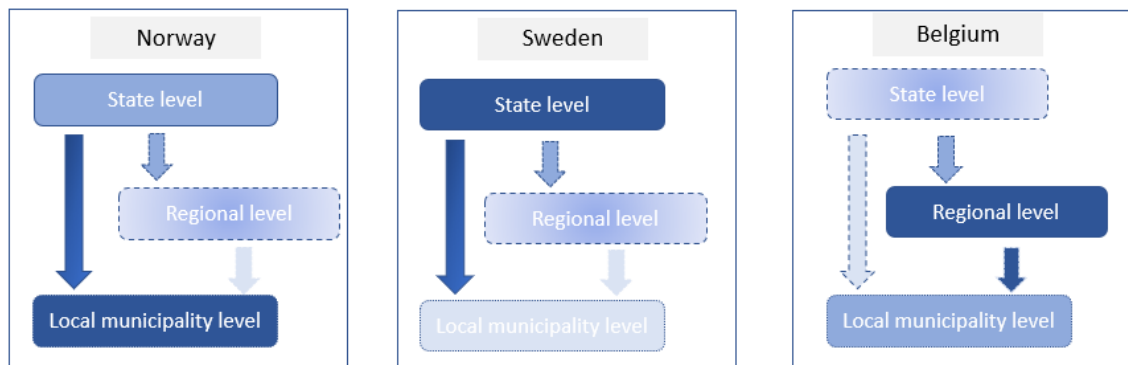 Norway
State level
Regional level
Local municipality level
Sweden
State level
Regional level
Local municipality level
Belgium
State level
Regional level
Local municipality level